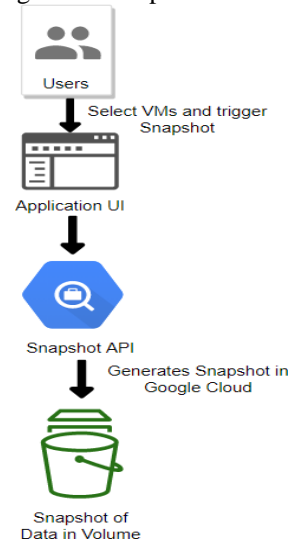 Users
Select VMs and trigger
Snapshot
Application UI
Snapshot API
Generates Snapshot in
Google Cloud
Snapshot of
Data in Volume